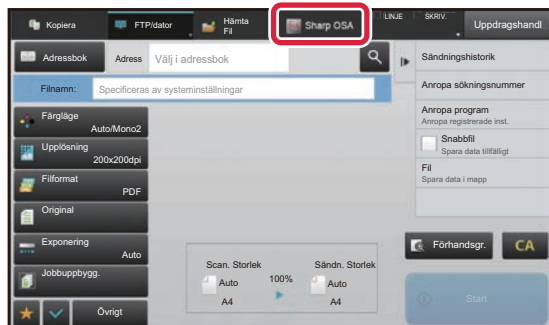 Kopiera
FTP/dator
Hämta
Fil
Sharp OSA
LINJE
SKRIV.
Uppdragshandl
Adressbok
Adress
Välj i adressbok
Sändningshistorik
Filnamn:
Specificeras av systeminställningar
Anropa sökningsnummer
Färgläge
Auto/Mono2
Anropa program
Anropa registrerade inst.
Upplösning
200x200dpi
Snabbfil
Spara data tillfälligt
Filformat
PDF
Fil
Spara data i mapp
Original
Exponering
Auto
Förhandsgr.
CA
Jobbuppbygg.
Scan. Storlek
Sändn. Storlek
Auto
100%
Auto
A4
A4
Start
Övrigt